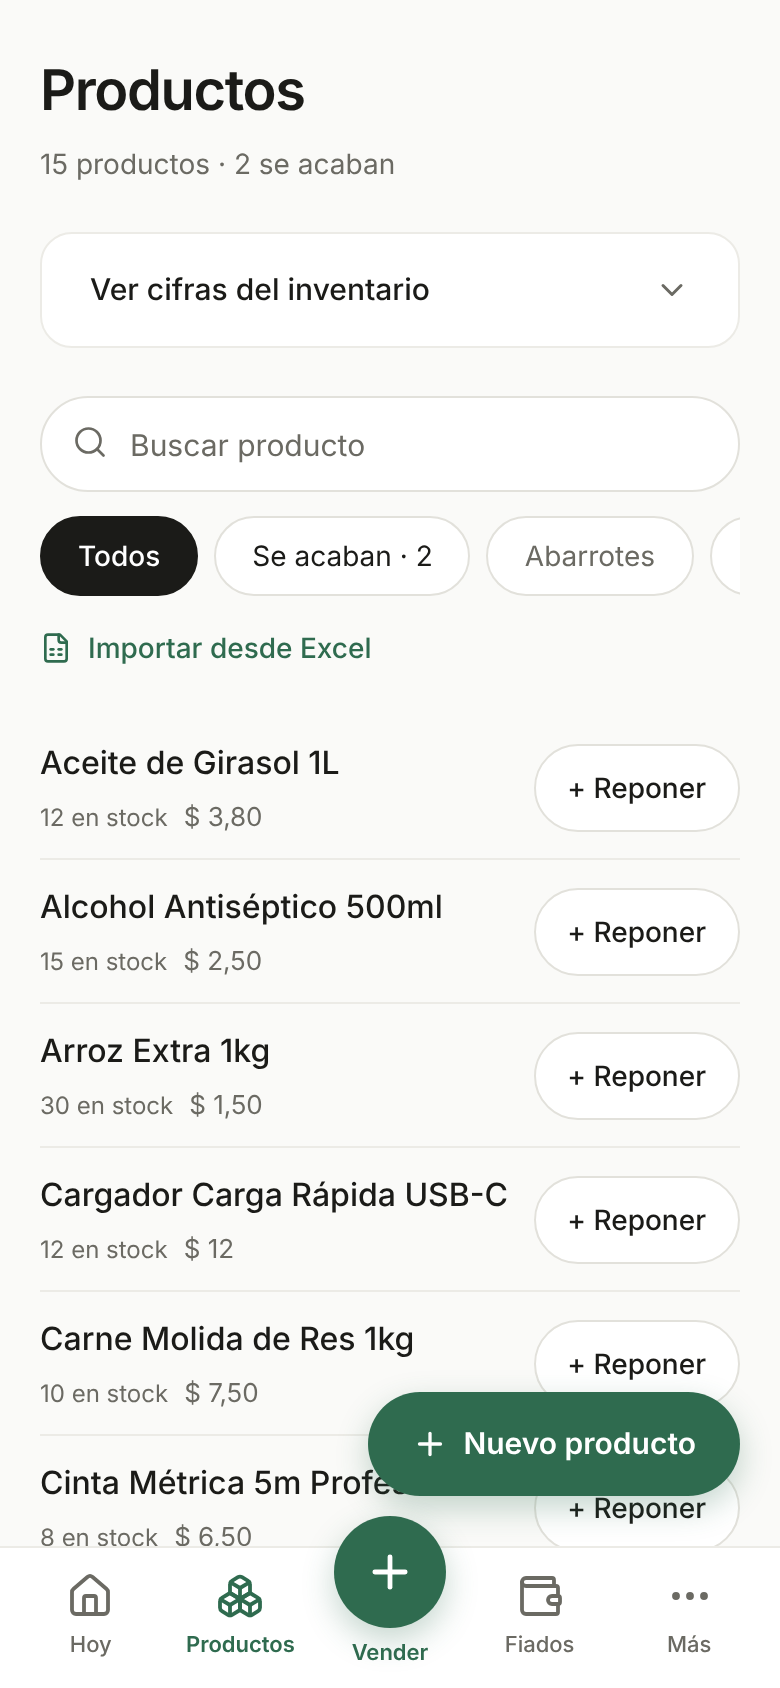 Productos
15 productos · 2 se acaban
Ver cifras del inventario
Buscar producto
Todos
Se acaban · 2
Abarrotes
Importar desde Excel
Aceite de Girasol 1L
12 en stock $ 3,80
+ Reponer
Alcohol Antiséptico 500ml
15 en stock $ 2,50
+ Reponer
Arroz Extra 1kg
30 en stock $ 1,50
+ Reponer
Cargador Carga Rápida USB-C
12 en stock $ 12
+ Reponer
Carne Molida de Res 1kg
10 en stock $ 7,50
+ Reponer
+ Nuevo producto
Cinta Métrica 5m
8 en stock $ 6,50
+ Reponer
Hoy
Productos
Vender
Fiados
Más